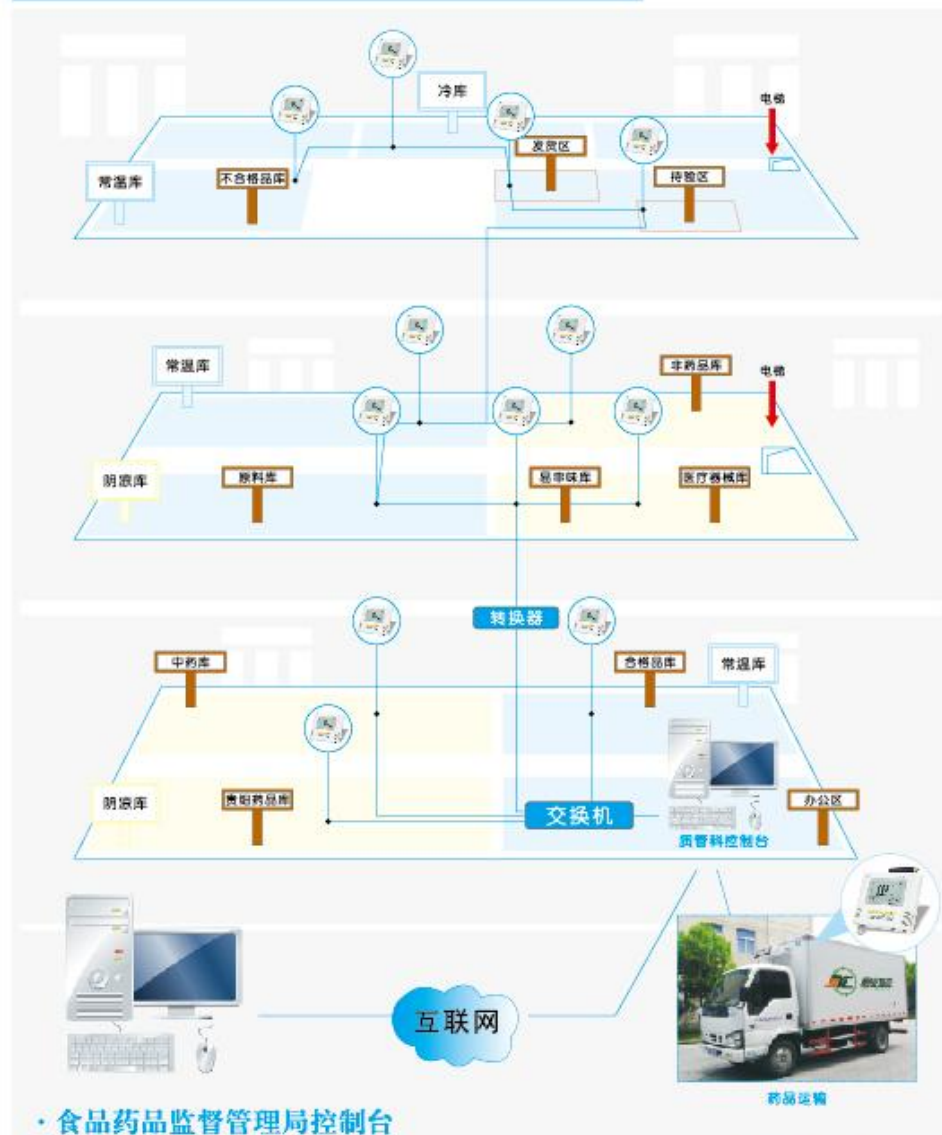 冷库
电梯
发货区
常温库
不合格品库
待验区
常温库
非药品库
电梯
阴凉库
原料库
易串味库
医疗器械库
转换器
中药库
合格品库
常温库
阴凉库
贵细药品库
交换机
办公区
质管科控制台
互联网
药品运输
· 食品药品监督管理局控制台